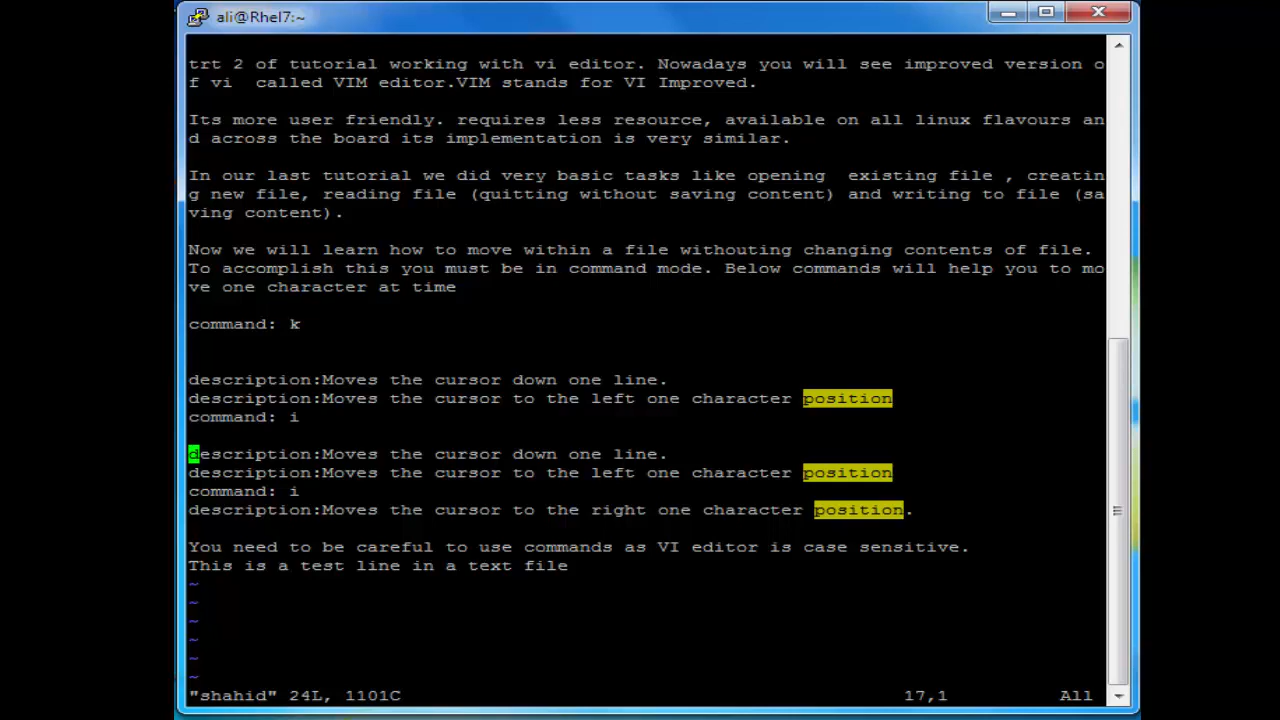 ali@Rhel7:~
trt 2 of tutorial working with vi editor. Nowadays you will see improved version o
f vi  called VIM editor.VIM stands for VI Improved.
Its more user friendly. requires less resource, available on all linux flavours an
d across the board its implementation is very similar.
In our last tutorial we did very basic tasks like opening  existing file , creatin
g new file, reading file (quitting without saving content) and writing to file (sa
ving content).
Now we will learn how to move within a file withouting changing contents of file.
To accomplish this you must be in command mode. Below commands will help you to mo
ve one character at time
command: k
description:Moves the cursor down one line.
description:Moves the cursor to the left one character position
command: i
description:Moves the cursor down one line.
description:Moves the cursor to the left one character position
command: i
description:Moves the cursor to the right one character position.
You need to be careful to use commands as VI editor is case sensitive.
This is a test line in a text file
~
~
~
~
~
~
"shahid" 24L, 1101C 17,1 All